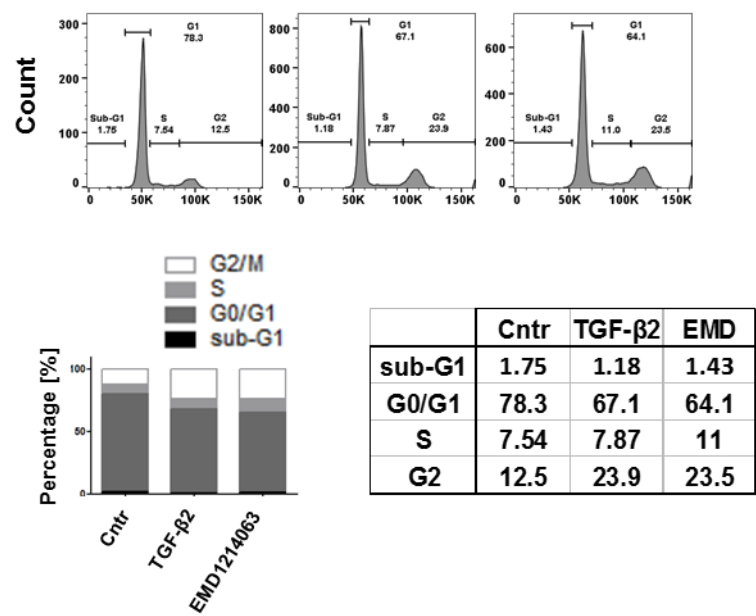 Count
300
200
100
0
G1
78.3
Sub-G1
1.75
S
7.54
G2
12.5
0 50K 100K 150K
800
600
400
200
0
G1
67.1
Sub-G1
1.18
S
7.87
G2
23.9
0 50K 100K 150K
600
400
200
0
G1
64.1
Sub-G1
1.43
S
11.0
G2
23.5
0 50K 100K 150K
G2/M
S
G0/G1
sub-G1
Percentage [%]
100
50
0
Cntr
TGF-β2
EMD1214063
Cntr TGF-β2 EMD
sub-G1 1.75 1.18 1.43
G0/G1 78.3 67.1 64.1
S 7.54 7.87 11
G2 12.5 23.9 23.5